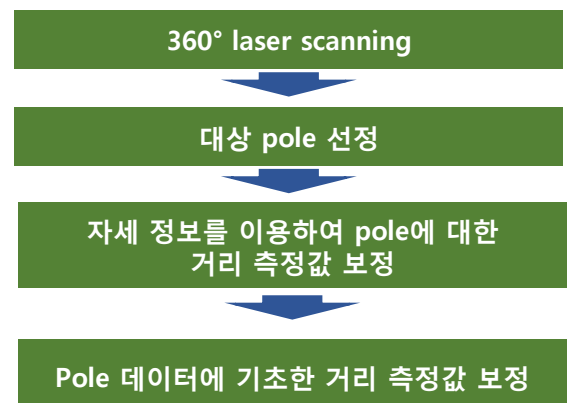 360° laser scanning
대상 pole 선정
자세 정보를 이용하여 pole에 대한
거리 측정값 보정
Pole 데이터에 기초한 거리 측정값 보정